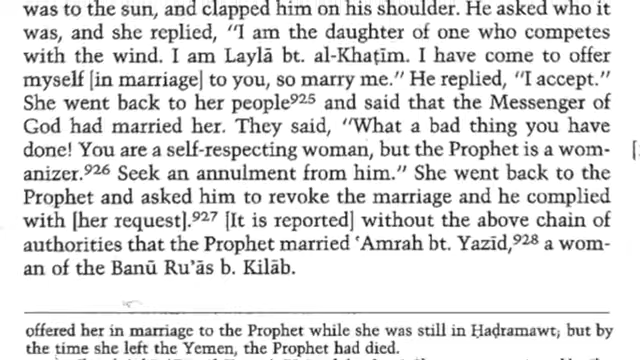 was to the sun, and clapped him on his shoulder. He asked who it
was, and she replied, "I am the daughter of one who competes
with the wind. I am Laylā bt. al-Khaṭīm. I have come to offer
myself [in marriage] to you, so marry me." He replied, "I accept."
She went back to her people⁹²⁵ and said that the Messenger of
God had married her. They said, "What a bad thing you have
done! You are a self-respecting woman, but the Prophet is a wom-
anizer.⁹²⁶ Seek an annulment from him." She went back to the
Prophet and asked him to revoke the marriage and he complied
with [her request].⁹²⁷ [It is reported] without the above chain of
authorities that the Prophet married ʿAmrah bt. Yazīd,⁹²⁸ a wom-
an of the Banū Ruʾās b. Kilāb.
offered her in marriage to the Prophet while she was still in Ḥaḍramawt; but by
the time she left the Yemen, the Prophet had died.